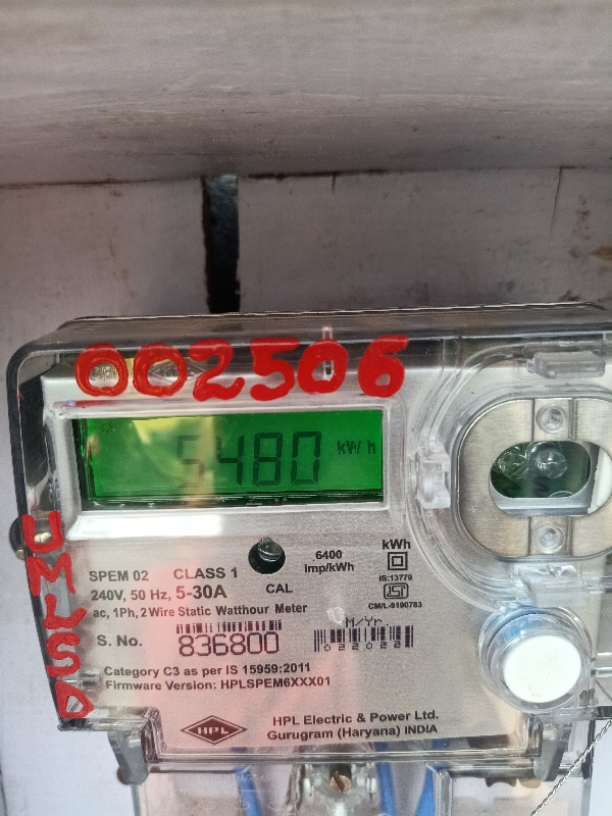 002506
5480 kWh
UMLSD
SPEM 02 CLASS 1
240V, 50 Hz, 5-30A
ac, 1Ph, 2 Wire Static Watthour Meter
CAL
6400
imp/kWh
kWh
IS:13779
ISI
CM/L-9190783
S. No. 836800
M/Yr.
022022
Category C3 as per IS 15959:2011
Firmware Version: HPLSPEM6XXX01
HPL
HPL Electric & Power Ltd.
Gurugram (Haryana) INDIA